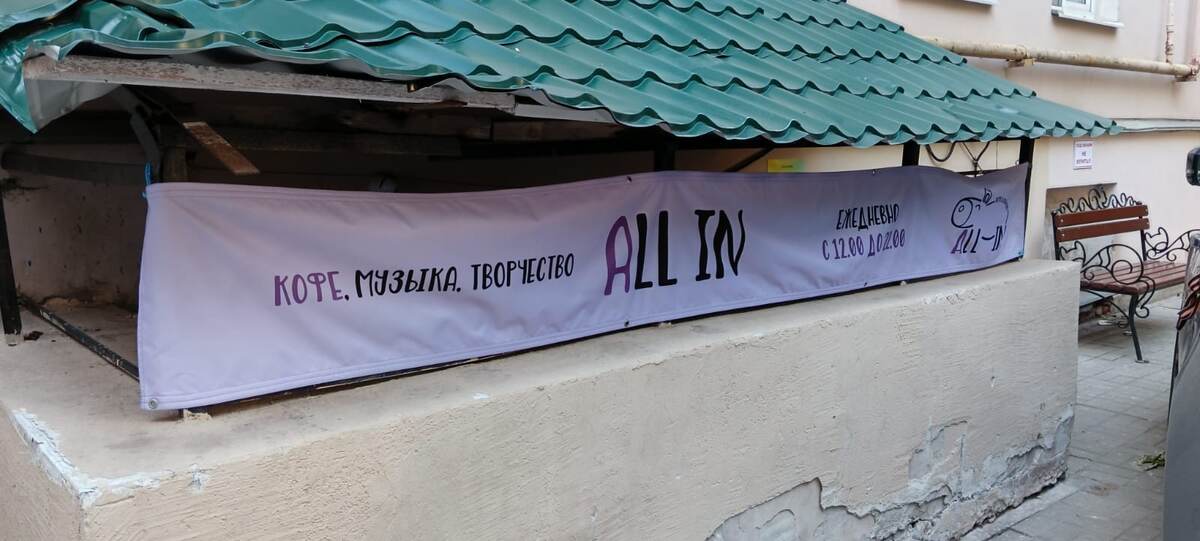 КОФЕ, МУЗЫКА, ТВОРЧЕСТВО
ALL IN
ЕЖЕДНЕВНО
С 12.00 ДО 22.00
ALL-IN